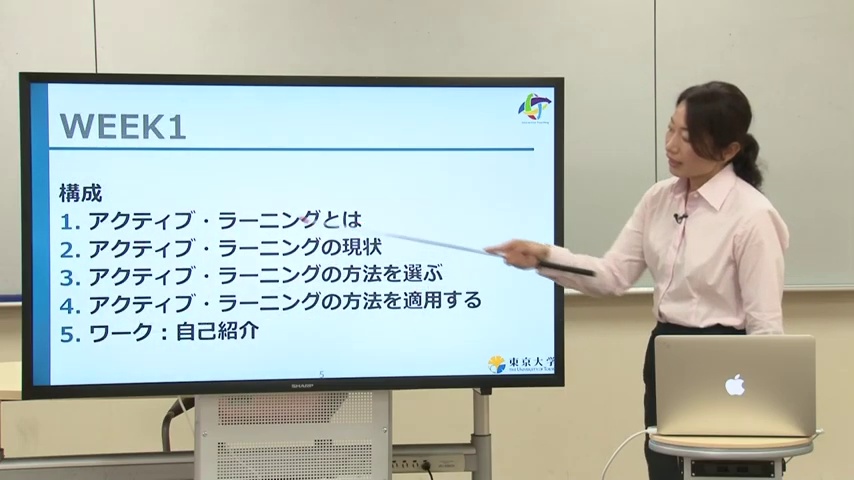 WEEK1
構成
1. アクティブ・ラーニングとは
2. アクティブ・ラーニングの現状
3. アクティブ・ラーニングの方法を選ぶ
4. アクティブ・ラーニングの方法を適用する
5. ワーク：自己紹介
5
東京大学
SHARP